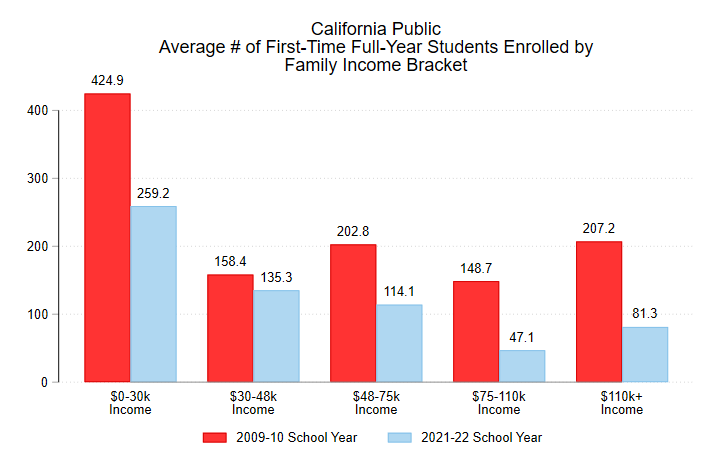 California Public
Average # of First-Time Full-Year Students Enrolled by
Family Income Bracket
424.9
259.2
158.4
135.3
202.8
114.1
148.7
47.1
207.2
81.3
400
300
200
100
0
$0-30k
Income
$30-48k
Income
$48-75k
Income
$75-110k
Income
$110k+
Income
2009-10 School Year
2021-22 School Year